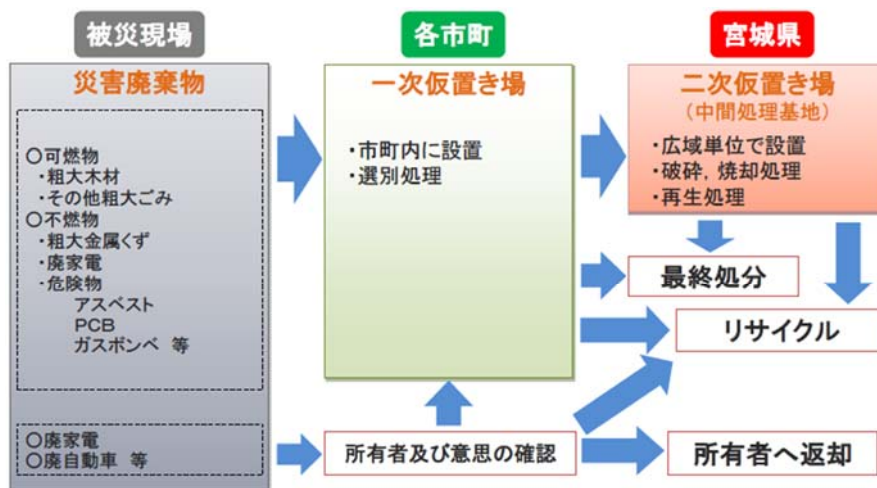 被災現場
災害廃棄物
〇可燃物
・粗大木材
・その他粗大ごみ
〇不燃物
・粗大金属くず
・廃家電
・危険物
アスベスト
PCB
ガスボンベ 等
〇廃家電
〇廃自動車 等
各市町
一次仮置き場
・市町内に設置
・選別処理
所有者及び意思の確認
宮城県
二次仮置き場
(中間処理基地)
・広域単位で設置
・破砕，焼却処理
・再生処理
最終処分
リサイクル
所有者へ返却